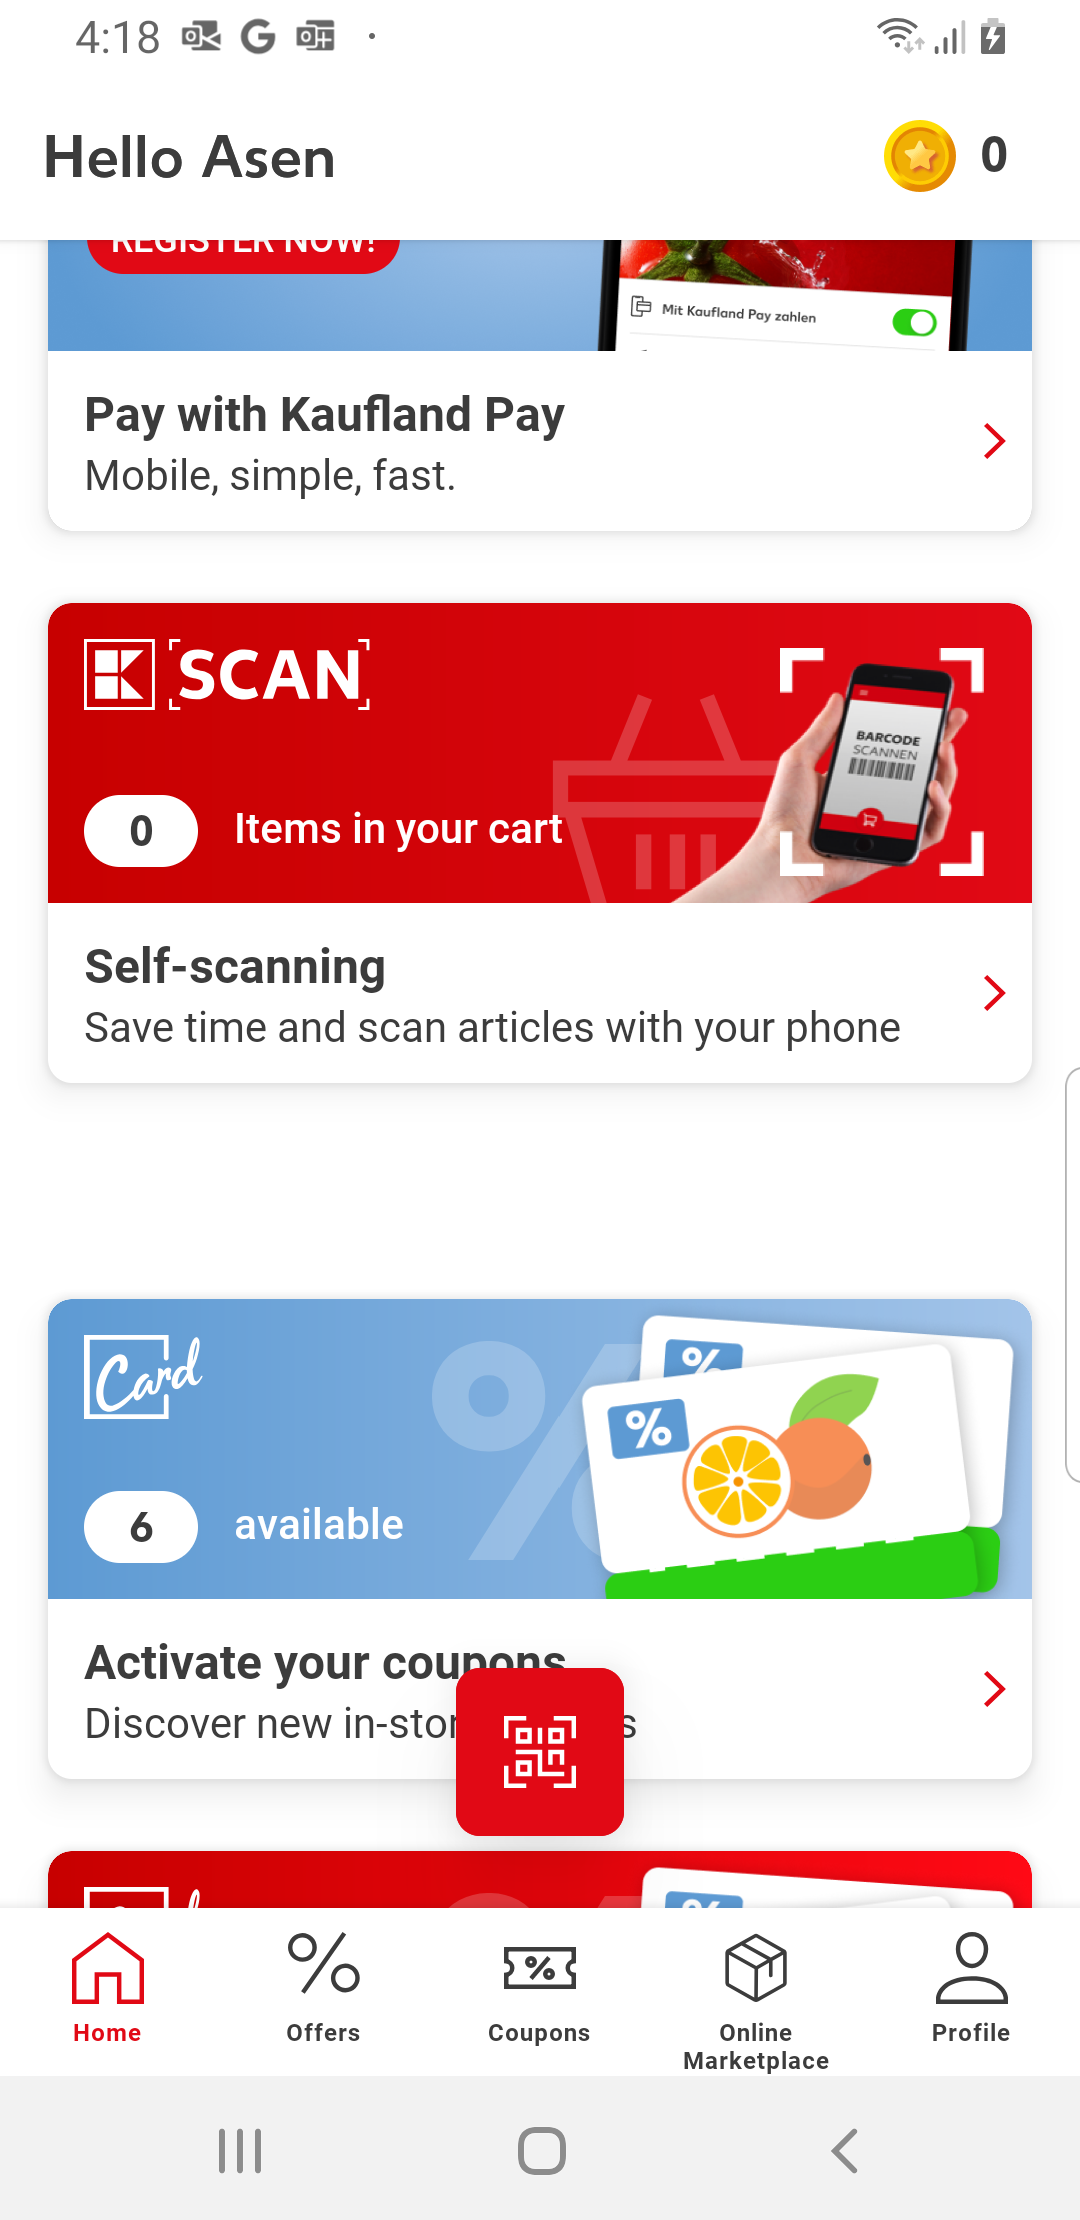 4:18
Hello Asen
0
REGISTER NOW!
Mit Kaufland Pay zahlen
Pay with Kaufland Pay
Mobile, simple, fast.
K [SCAN]
BARCODE
SCANNEN
0 Items in your cart
Self-scanning
Save time and scan articles with your phone
Card
%
%
%
6 available
Activate your coupons
Discover new in-stor
s
Home
Offers
Coupons
Online
Marketplace
Profile